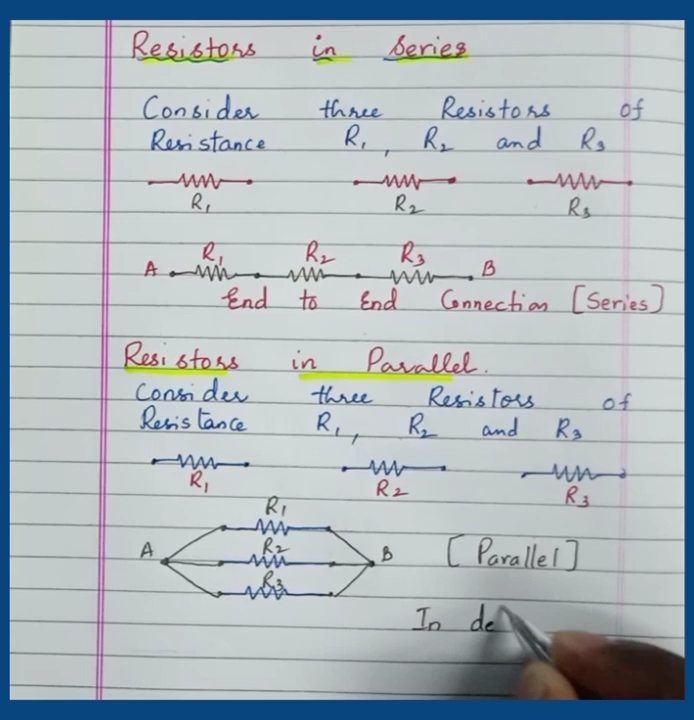 Resistors in Series
Consider three Resistors of
Resistance R₁, R₂ and R₃
R₁ R₂ R₃
R₁ R₂ R₃
A B
End to End Connection [Series]
Resistors in Parallel.
Consider three Resistors of
Resistance R₁, R₂ and R₃
R₁ R₂ R₃
R₁
A R₂ B [Parallel]
R₃
In de